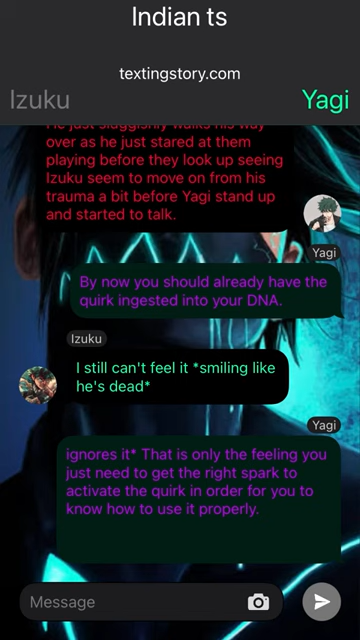 Indian ts
textingstory.com
Izuku
Yagi
He just sluggishly walks his way
over as he just stared at them
playing before they look up seeing
Izuku seem to move on from his
trauma a bit before Yagi stand up
and started to talk.
Yagi
By now you should already have the
quirk ingested into your DNA.
Izuku
I still can't feel it *smiling like
he's dead*
Yagi
ignores it* That is only the feeling you
just need to get the right spark to
activate the quirk in order for you to
know how to use it properly.
Message